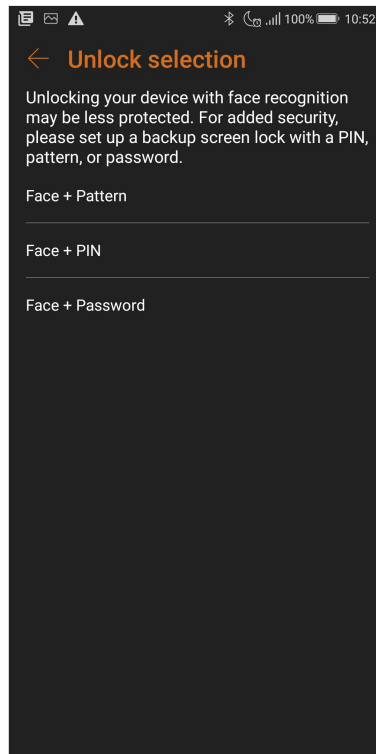 100% 10:52
Unlock selection
Unlocking your device with face recognition
may be less protected. For added security,
please set up a backup screen lock with a PIN,
pattern, or password.
Face + Pattern
Face + PIN
Face + Password